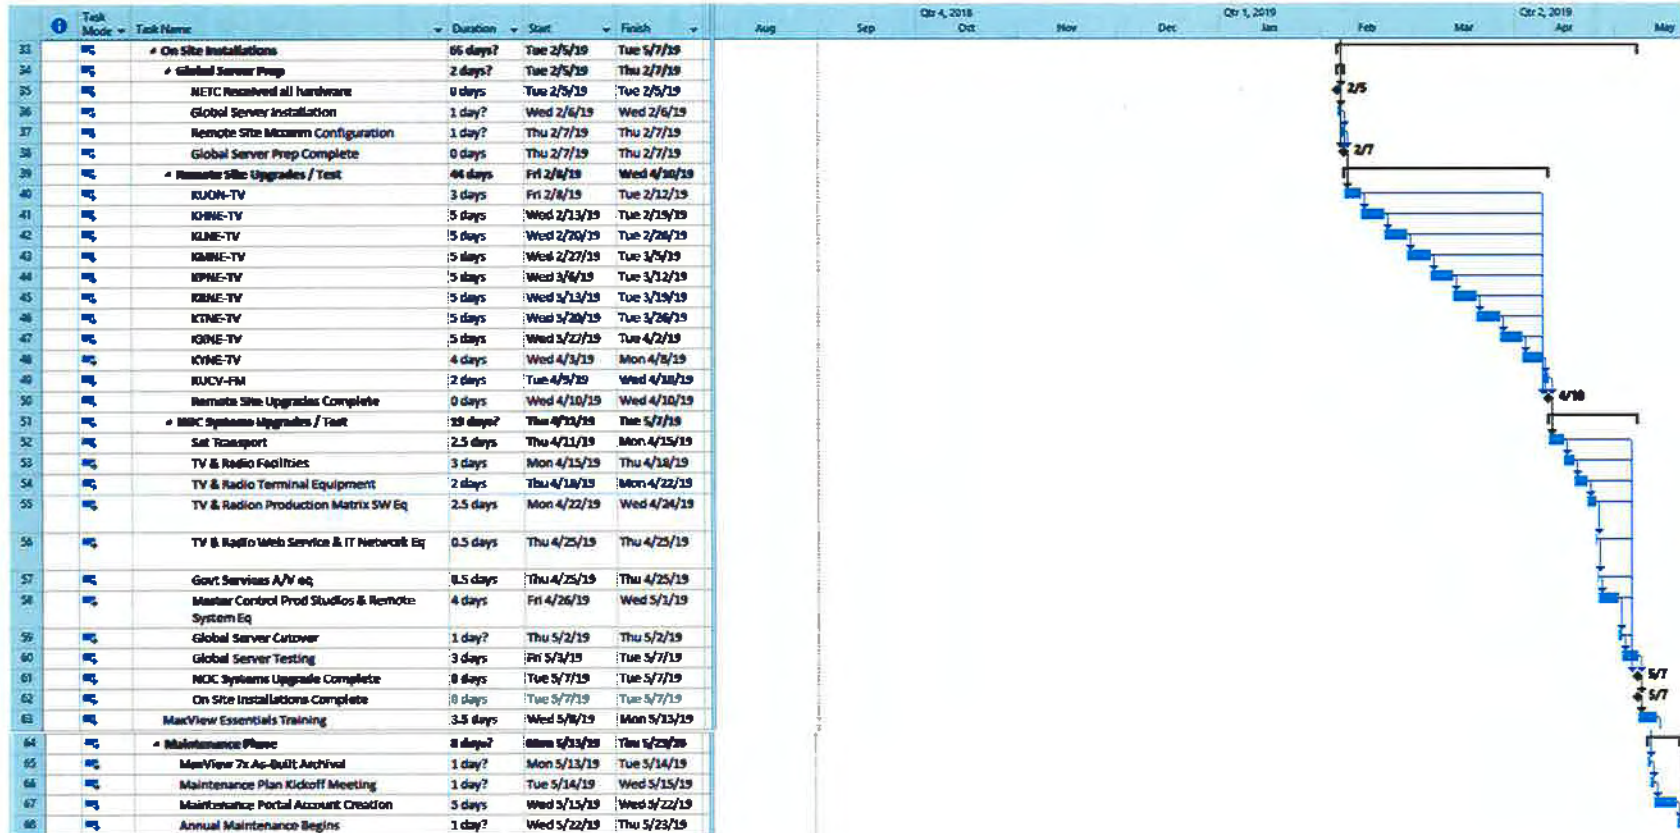 Qtr 4, 2018 Qtr 1, 2019 Qtr 2, 2019
Task Mode Task Name Duration Start Finish Aug Sep Oct Nov Dec Jan Feb Mar Apr May
33 On Site Installations 65 days? Tue 2/5/19 Tue 5/7/19
34 Global Server Prep 2 days? Tue 2/5/19 Thu 2/7/19
35 NETC Received all hardware 0 days Tue 2/5/19 Tue 2/5/19 2/5
36 Global Server Installation 1 day? Wed 2/6/19 Wed 2/6/19
37 Remote Site Configuration 1 day? Thu 2/7/19 Thu 2/7/19
38 Global Server Prep Complete 0 days Thu 2/7/19 Thu 2/7/19 2/7
39 Remote Site Upgrades / Test 44 days Fri 2/8/19 Wed 4/10/19
40 KUON-TV 3 days Fri 2/8/19 Tue 2/12/19
41 KHNE-TV 5 days Wed 2/13/19 Tue 2/19/19
42 KLNE-TV 5 days Wed 2/20/19 Tue 2/26/19
43 KMNE-TV 5 days Wed 2/27/19 Tue 3/5/19
44 KPNE-TV 5 days Wed 3/6/19 Tue 3/12/19
45 KRNE-TV 5 days Wed 3/13/19 Tue 3/19/19
46 KTNE-TV 5 days Wed 3/20/19 Tue 3/26/19
47 KXNE-TV 5 days Wed 3/27/19 Tue 4/2/19
48 KYNE-TV 4 days Wed 4/3/19 Mon 4/8/19
49 KUCV-FM 2 days Tue 4/9/19 Wed 4/10/19
50 Remote Site Upgrades Complete 0 days Wed 4/10/19 Wed 4/10/19 4/10
51 NOC Systems Upgrades / Test 19 days? Thu 4/11/19 Tue 5/7/19
52 Sat Transport 2.5 days Thu 4/11/19 Mon 4/15/19
53 TV & Radio Facilities 3 days Mon 4/15/19 Thu 4/18/19
54 TV & Radio Terminal Equipment 2 days Thu 4/18/19 Mon 4/22/19
55 TV & Radion Production Matrix SW Eq 2.5 days Mon 4/22/19 Wed 4/24/19
56 TV & Radio Web Service & IT Network Eq 0.5 days Thu 4/25/19 Thu 4/25/19
57 Govt Services A/V eq 0.5 days Thu 4/25/19 Thu 4/25/19
58 Master Control Prod Studios & Remote 4 days Fri 4/26/19 Wed 5/1/19
System Eq
59 Global Server Cutover 1 day? Thu 5/2/19 Thu 5/2/19
60 Global Server Testing 3 days Fri 5/3/19 Tue 5/7/19
61 NOC Systems Upgrade Complete 0 days Tue 5/7/19 Tue 5/7/19 5/7
62 On Site Installations Complete 0 days Tue 5/7/19 Tue 5/7/19 5/7
63 MaxView Essentials Training 3.5 days Wed 5/8/19 Mon 5/13/19
64 Maintenance Phase 8 days? Mon 5/13/19 Thu 5/23/19
65 MaxView 7x As-Built Archival 1 day? Mon 5/13/19 Tue 5/14/19
66 Maintenance Plan Kickoff Meeting 1 day? Tue 5/14/19 Wed 5/15/19
67 Maintenance Portal Account Creation 5 days Wed 5/15/19 Wed 5/22/19
68 Annual Maintenance Begins 1 day? Wed 5/22/19 Thu 5/23/19